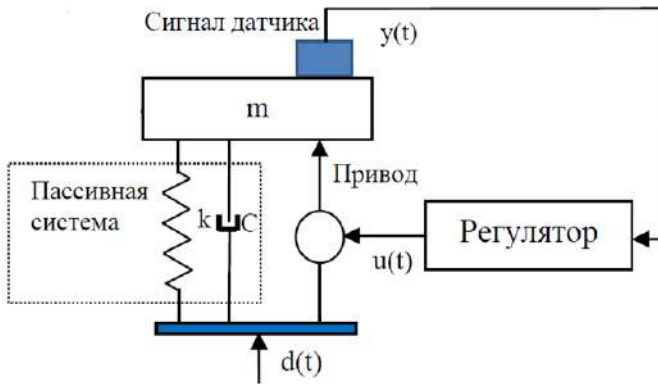 Сигнал датчика
y(t)
m
Привод
Пассивная
система
k
C
Регулятор
u(t)
d(t)